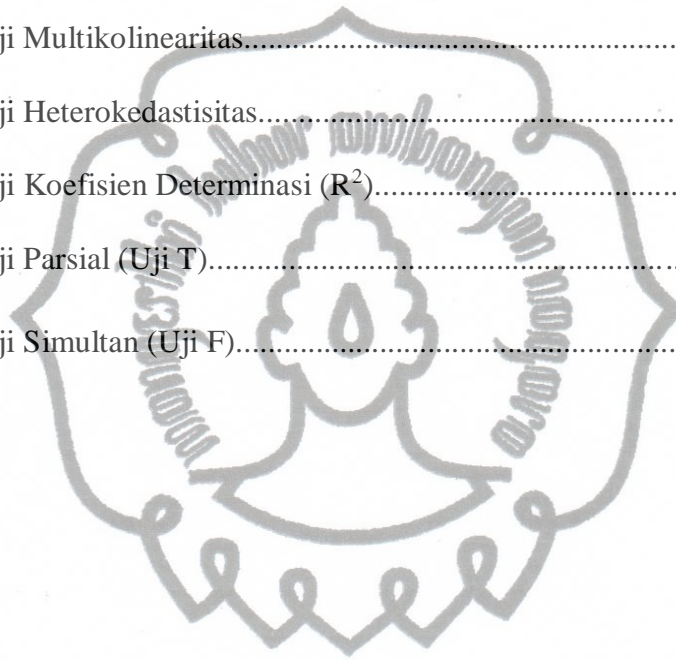 ji Multikolinearitas.......................................................
ji Heterokedastisitas.....................................................
ji Koefisien Determinasi (R²)........................................
ji Parsial (Uji T)............................................................
ji Simultan (Uji F).........................................................